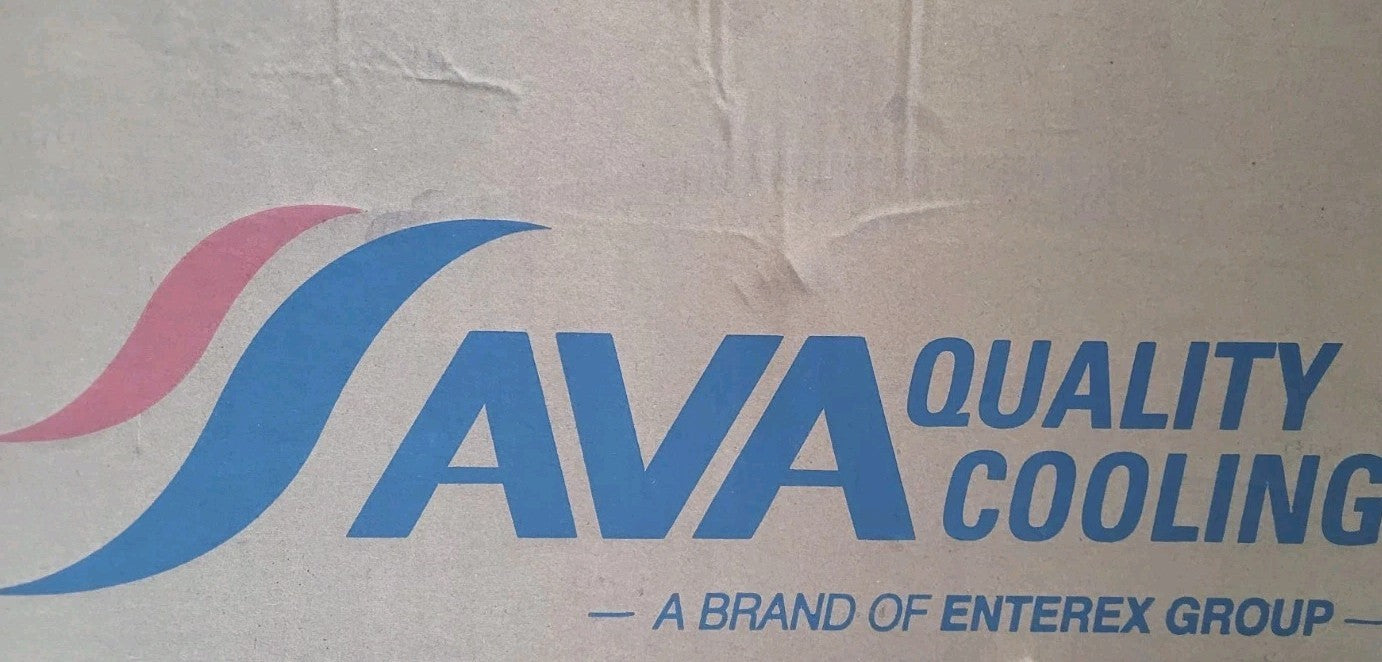 AVA QUALITY
COOLING
— A BRAND OF ENTEREX GROUP —